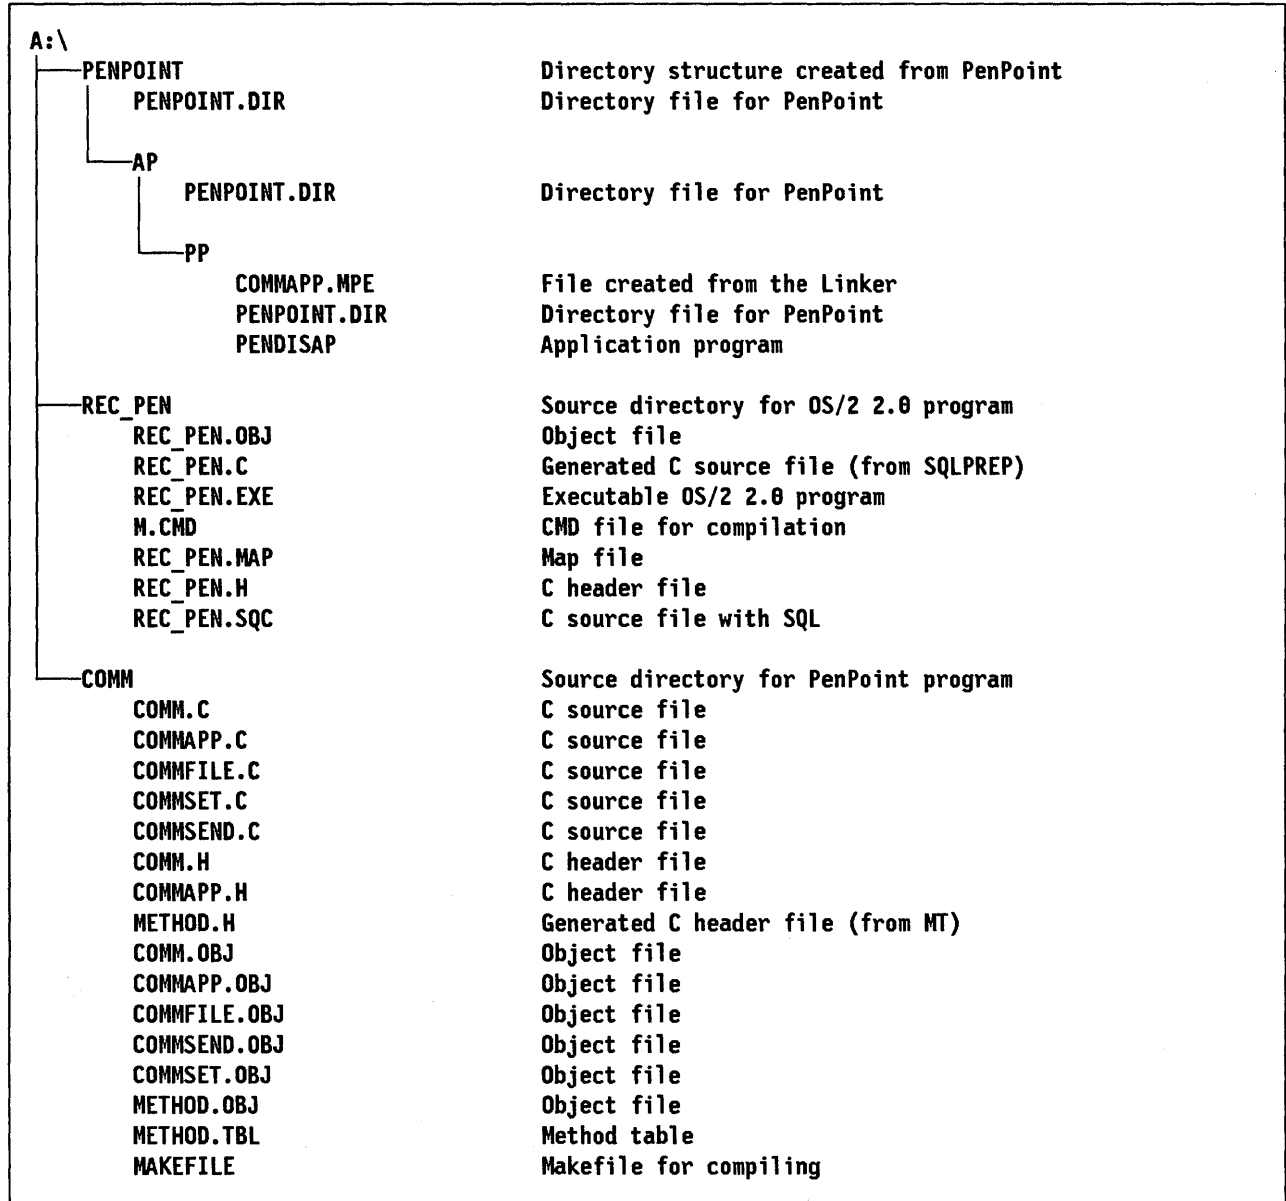 A:\
PENPOINT Directory structure created from PenPoint
PENPOINT.DIR Directory file for PenPoint
AP
PENPOINT.DIR Directory file for PenPoint
PP
COMMAPP.MPE File created from the Linker
PENPOINT.DIR Directory file for PenPoint
PENDISAP Application program
REC_PEN Source directory for OS/2 2.0 program
REC_PEN.OBJ Object file
REC_PEN.C Generated C source file (from SQLPREP)
REC_PEN.EXE Executable OS/2 2.0 program
M.CMD CMD file for compilation
REC_PEN.MAP Map file
REC_PEN.H C header file
REC_PEN.SQC C source file with SQL
COMM Source directory for PenPoint program
COMM.C C source file
COMMAPP.C C source file
COMMFILE.C C source file
COMMSET.C C source file
COMMSEND.C C source file
COMM.H C header file
COMMAPP.H C header file
METHOD.H Generated C header file (from MT)
COMM.OBJ Object file
COMMAPP.OBJ Object file
COMMFILE.OBJ Object file
COMMSEND.OBJ Object file
COMMSET.OBJ Object file
METHOD.OBJ Object file
METHOD.TBL Method table
MAKEFILE Makefile for compiling